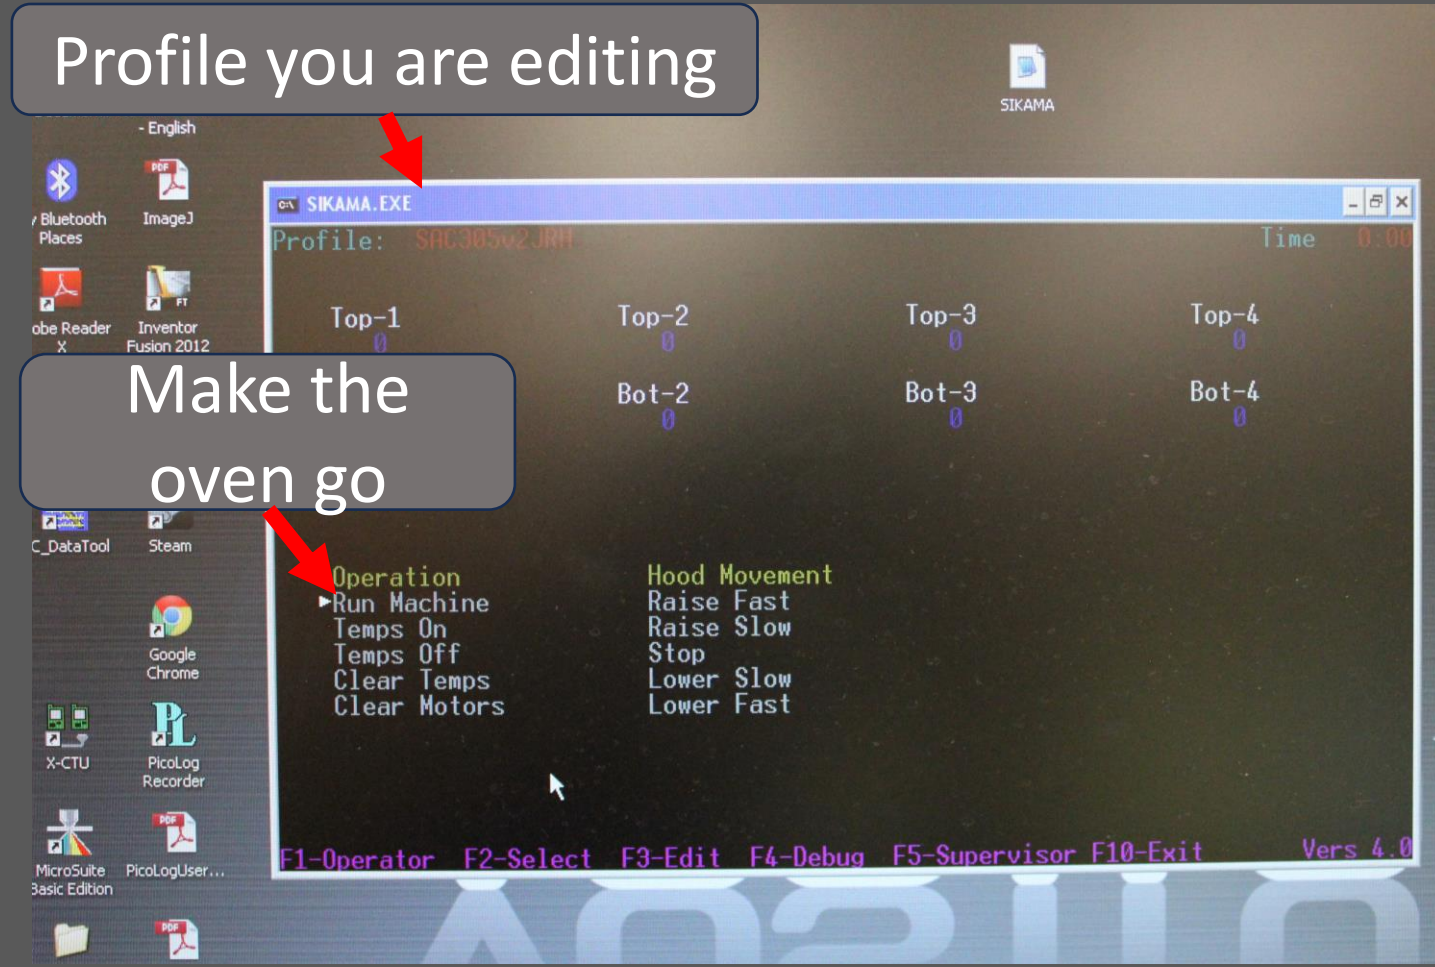 Profile you are editing
SIKAMA
- English
y Bluetooth Places
ImageJ
SIKAMA.EXE
Profile: SAC305v2JRH
Time 0:00
obe Reader X
Inventor Fusion 2012
Top-1 Top-2 Top-3 Top-4
0 0 0 0
Make the
oven go
Bot-2 Bot-3 Bot-4
0 0 0
C_DataTool
Steam
Operation Hood Movement
Run Machine Raise Fast
Temps On Raise Slow
Temps Off Stop
Clear Temps Lower Slow
Clear Motors Lower Fast
Google
Chrome
X-CTU
PicoLog
Recorder
F1-Operator F2-Select F3-Edit F4-Debug F5-Supervisor F10-Exit Vers 4.0
MicroSuite
Basic Edition
PicoLogUser...